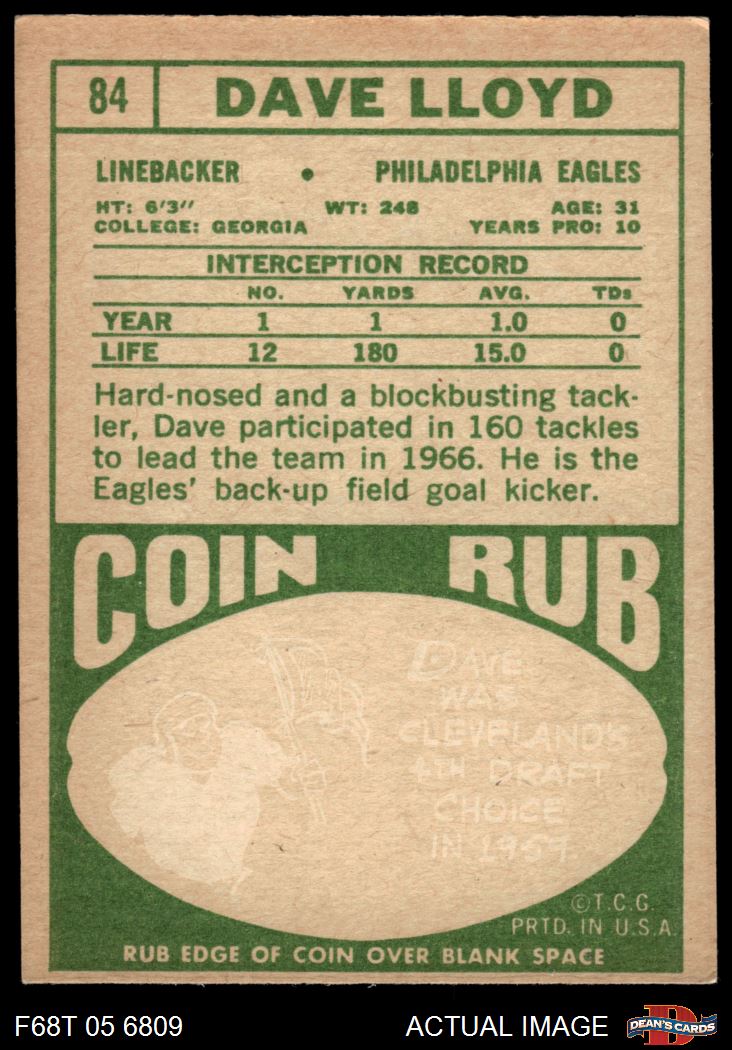 84 DAVE LLOYD
LINEBACKER • PHILADELPHIA EAGLES
HT: 6'3" WT: 248 AGE: 31
COLLEGE: GEORGIA YEARS PRO: 10
INTERCEPTION RECORD
NO. YARDS AVG. TDs
YEAR 1 1 1.0 0
LIFE 12 180 15.0 0
Hard-nosed and a blockbusting tack-
ler, Dave participated in 160 tackles
to lead the team in 1966. He is the
Eagles' back-up field goal kicker.
COIN RUB
DAVE
WAS
CLEVELAND'S
4TH DRAFT
CHOICE
IN 1959.
©T.C.G.
PRTD. IN U.S.A.
RUB EDGE OF COIN OVER BLANK SPACE
F68T 05 6809 ACTUAL IMAGE DEAN'S CARDS